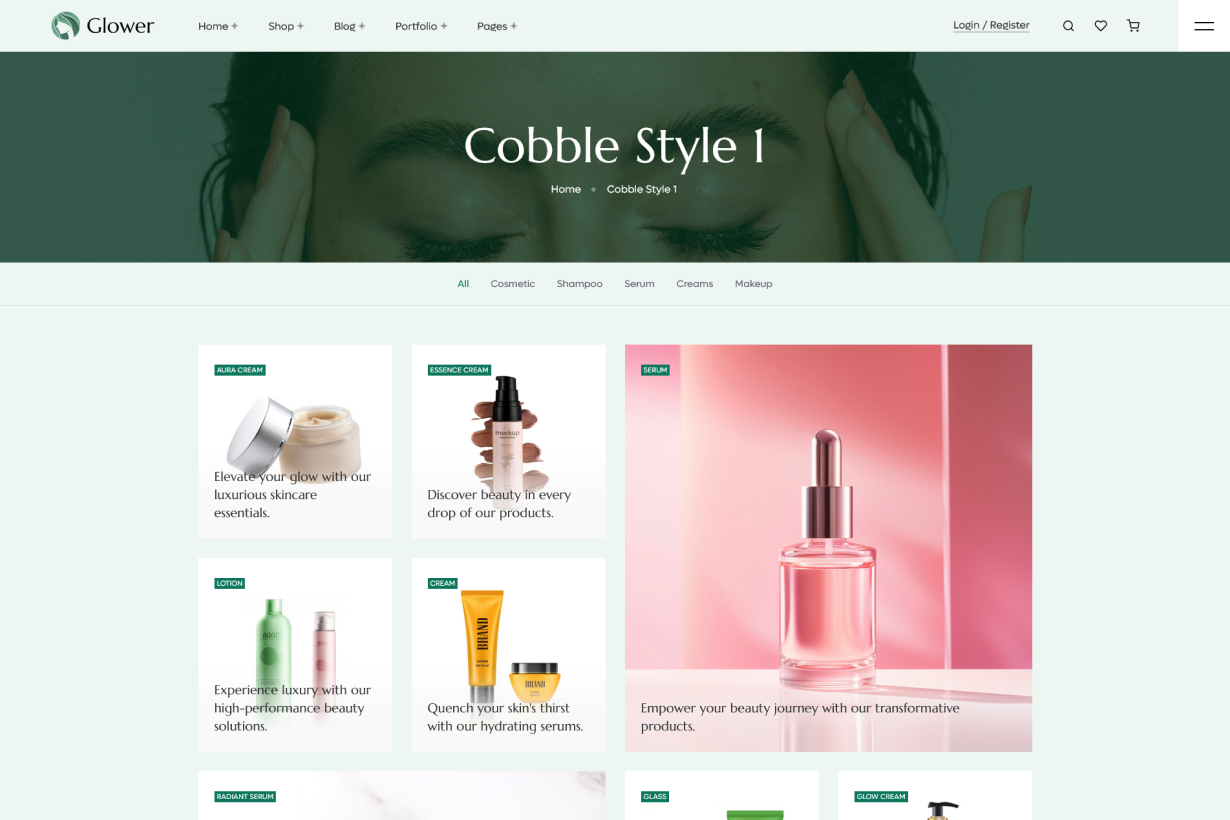 Glower
Home + Shop + Blog + Portfolio + Pages +
Login / Register
Cobble Style 1
Home Cobble Style 1
All Cosmetic Shampoo Serum Creams Makeup
AURA CREAM
Elevate your glow with our
luxurious skincare
essentials.
ESSENCE CREAM
mockup
Discover beauty in every
drop of our products.
SERUM
Empower your beauty journey with our transformative
products.
LOTION
Experience luxury with our
high-performance beauty
solutions.
CREAM
BRAND
BRAND
Quench your skin's thirst
with our hydrating serums.
RADIANT SERUM
GLASS
GLOW CREAM